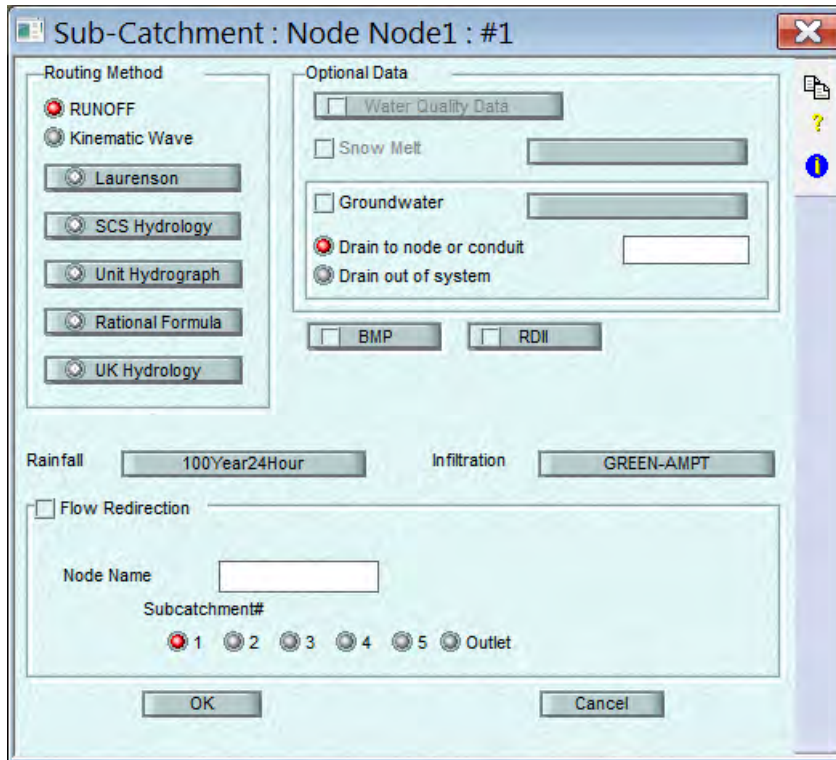 Sub-Catchment : Node Node1 : #1
Routing Method
RUNOFF
Kinematic Wave
Laurenson
SCS Hydrology
Unit Hydrograph
Rational Formula
UK Hydrology
Optional Data
Water Quality Data
Snow Melt
Groundwater
Drain to node or conduit
Drain out of system
BMP RDII
Rainfall 100Year24Hour Infiltration GREEN-AMPT
Flow Redirection
Node Name
Subcatchment#
1 2 3 4 5 Outlet
OK Cancel